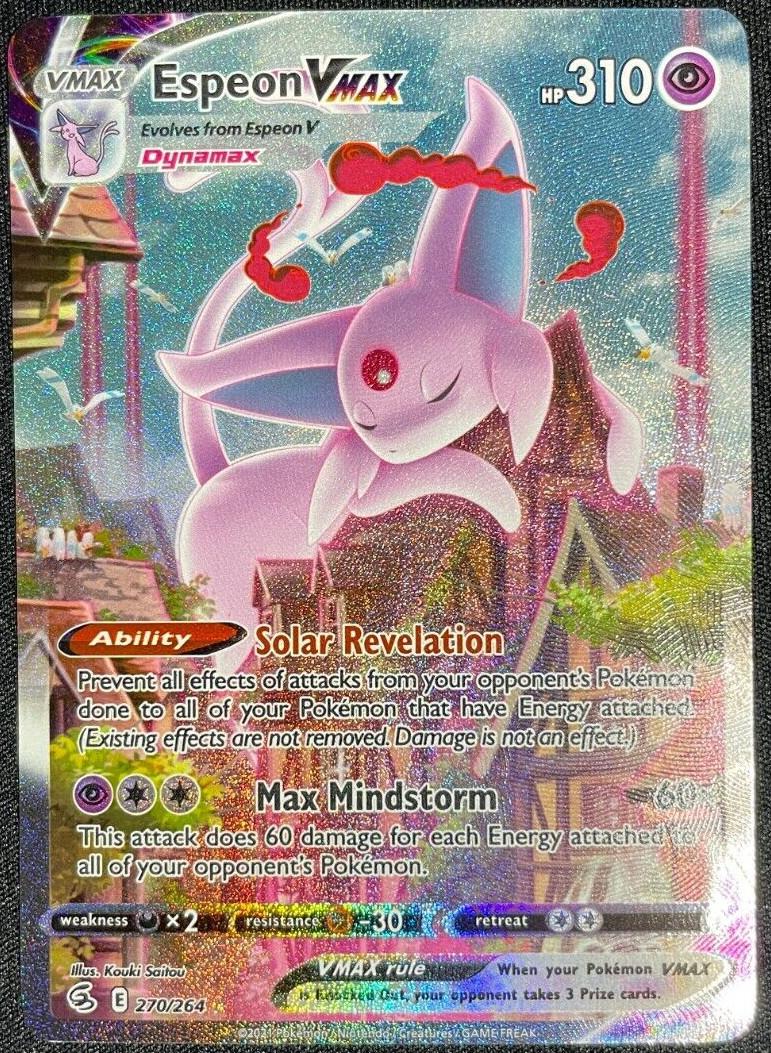 VMAX
Espeon VMAX
HP 310
Evolves from Espeon V
Dynamax
Ability Solar Revelation
Prevent all effects of attacks from your opponent's Pokémon
done to all of your Pokémon that have Energy attached.
(Existing effects are not removed. Damage is not an effect.)
Max Mindstorm 60×
This attack does 60 damage for each Energy attached to
all of your opponent's Pokémon.
weakness ×2 resistance -30 retreat
Illus. Kouki Saitou
VMAX rule When your Pokémon VMAX
is Knocked Out, your opponent takes 3 Prize cards.
E 270/264
©2021 Pokémon / Nintendo / Creatures / GAME FREAK